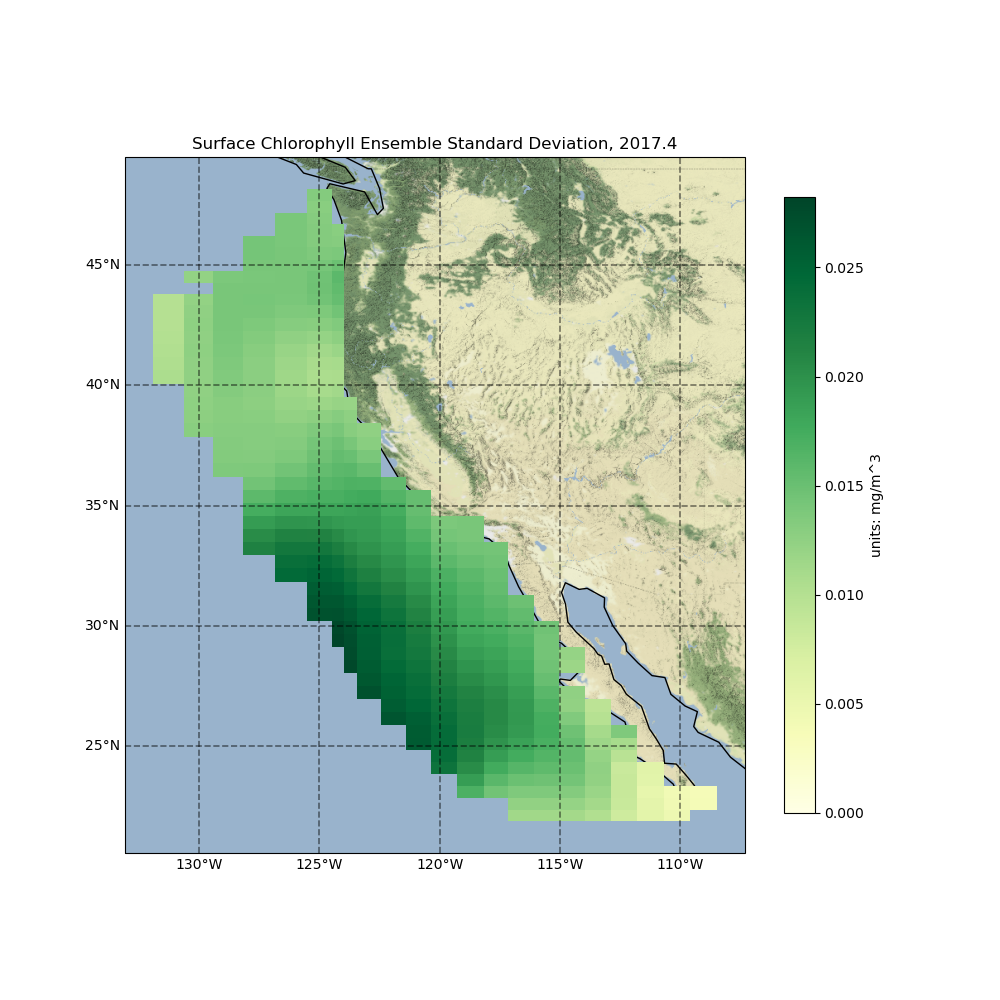 Surface Chlorophyll Ensemble Standard Deviation, 2017.4
45°N
40°N
35°N
30°N
25°N
130°W
125°W
120°W
115°W
110°W
0.025
0.020
0.015
0.010
0.005
0.000
units: mg/m^3